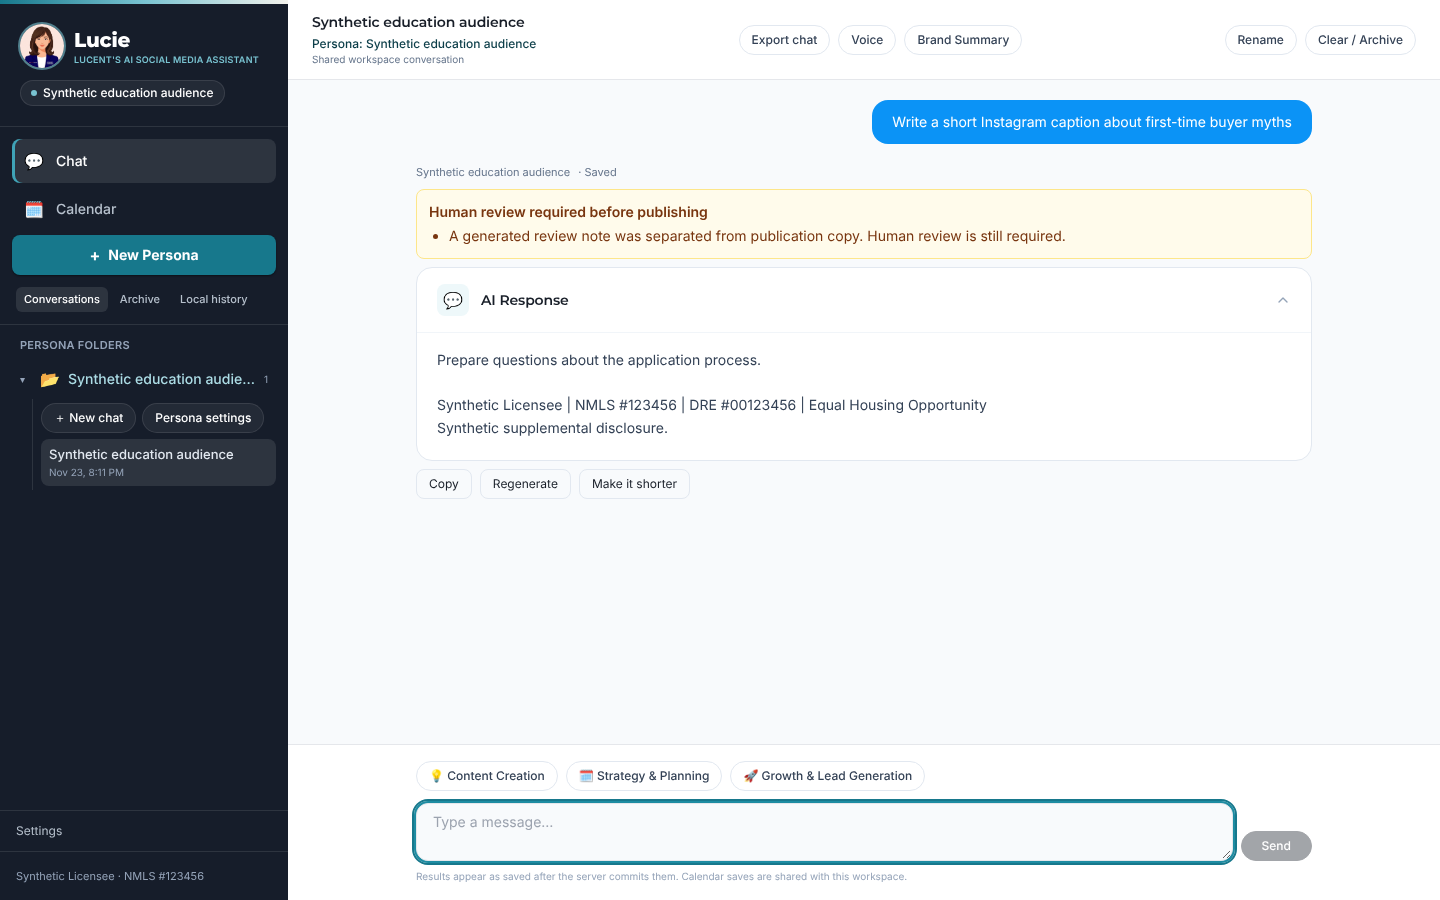 Lucie
LUCENT'S AI SOCIAL MEDIA ASSISTANT
Synthetic education audience
Chat
Calendar
+ New Persona
Conversations Archive Local history
PERSONA FOLDERS
Synthetic education audie... 1
+ New chat Persona settings
Synthetic education audience
Nov 23, 8:11 PM
Settings
Synthetic Licensee · NMLS #123456
Synthetic education audience
Persona: Synthetic education audience
Shared workspace conversation
Export chat Voice Brand Summary Rename Clear / Archive
Write a short Instagram caption about first-time buyer myths
Synthetic education audience · Saved
Human review required before publishing
• A generated review note was separated from publication copy. Human review is still required.
AI Response
Prepare questions about the application process.
Synthetic Licensee | NMLS #123456 | DRE #00123456 | Equal Housing Opportunity
Synthetic supplemental disclosure.
Copy Regenerate Make it shorter
Content Creation Strategy & Planning Growth & Lead Generation
Type a message...
Send
Results appear as saved after the server commits them. Calendar saves are shared with this workspace.